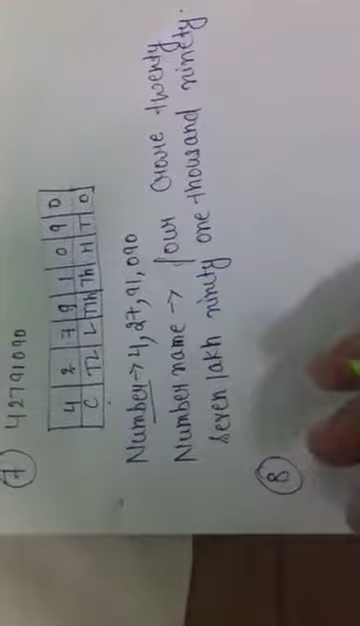 7 42791090
4 2 7 9 1 0 9 0
C TL L TTh Th H T O
Number → 4,27,91,090
Number name → four crore twenty
seven lakh ninity one thousand ninety.
8